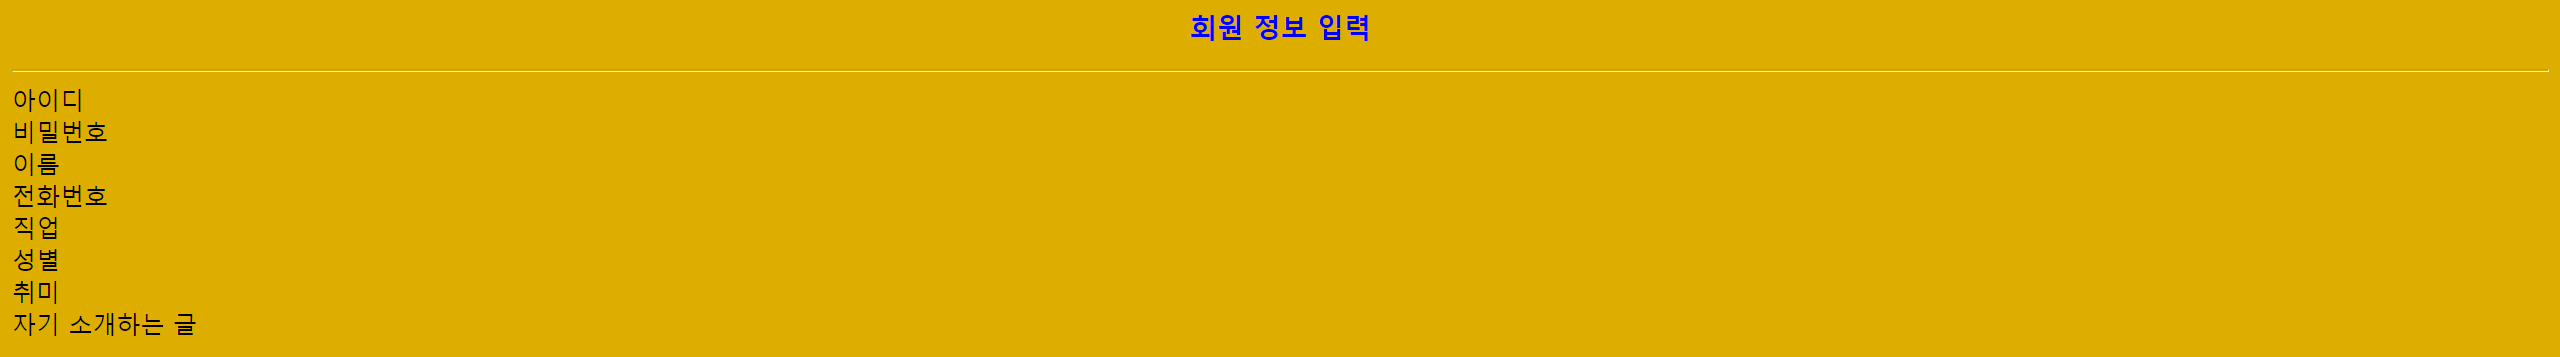 회원 정보 입력
아이디
비밀번호
이름
전화번호
직업
성별
취미
자기 소개하는 글